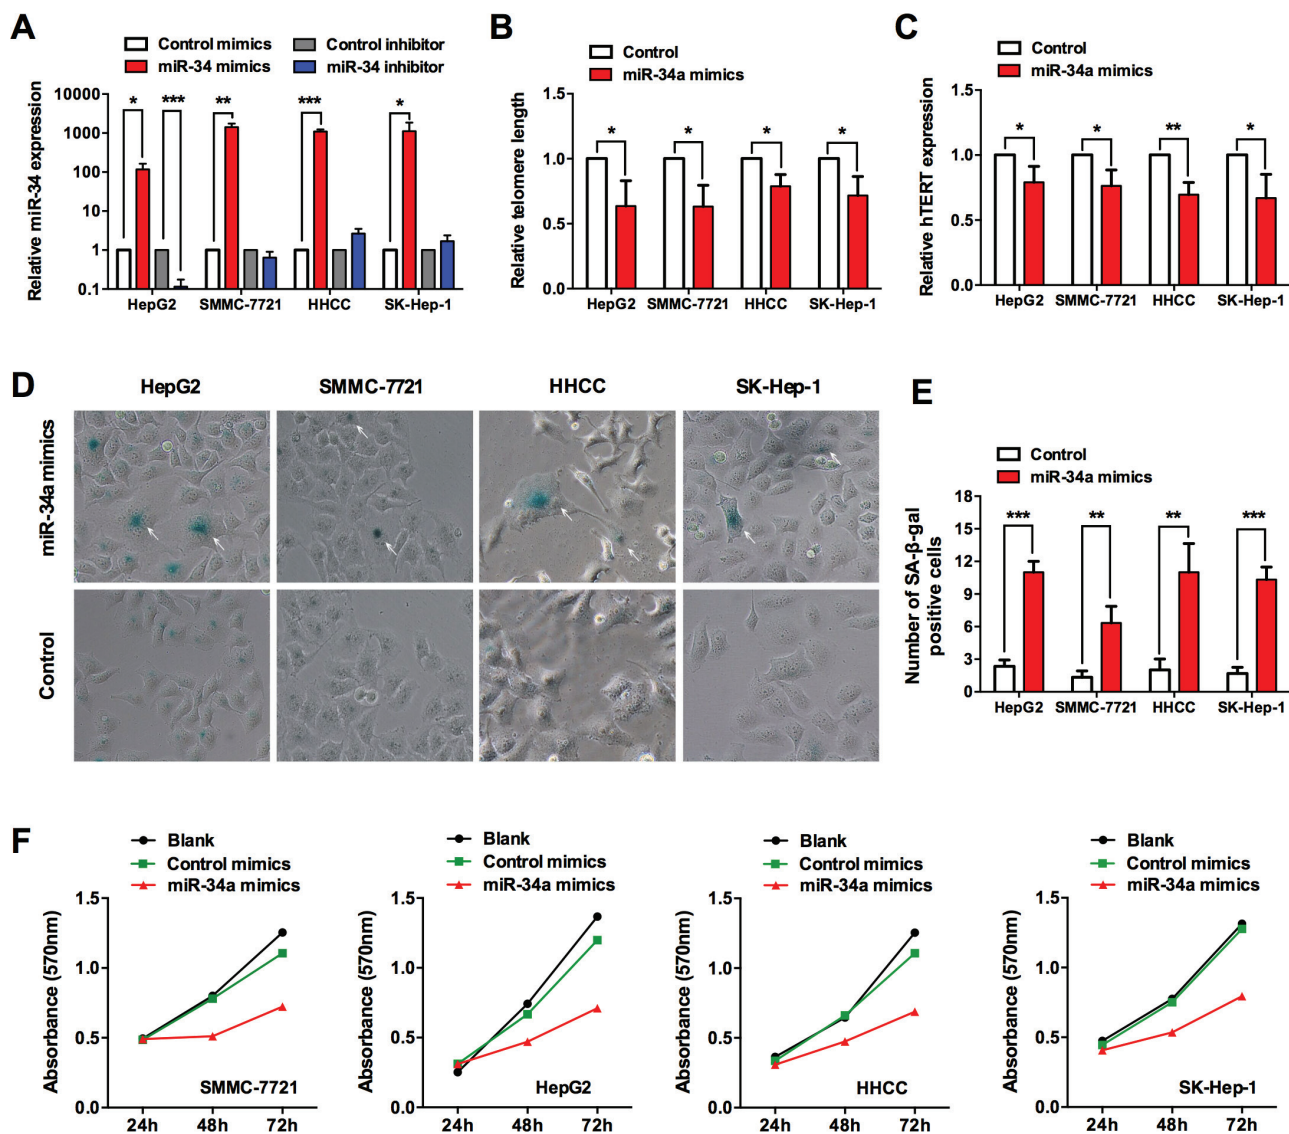 A
Control mimics
Control inhibitor
miR-34 mimics
miR-34 inhibitor
Relative miR-34 expression
10000
1000
100
10
1
0.1
* *** ** *** *
HepG2 SMMC-7721 HHCC SK-Hep-1
B
Control
miR-34a mimics
Relative telomere length
1.5
1.0
0.5
0.0
* * * *
HepG2 SMMC-7721 HHCC SK-Hep-1
C
Control
miR-34a mimics
Relative hTERT expression
1.5
1.0
0.5
0.0
* * ** *
HepG2 SMMC-7721 HHCC SK-Hep-1
D
HepG2 SMMC-7721 HHCC SK-Hep-1
miR-34a mimics
Control
E
Control
miR-34a mimics
Number of SA-β-gal
positive cells
18
15
12
9
6
3
0
*** ** ** ***
HepG2 SMMC-7721 HHCC SK-Hep-1
F
Blank
Control mimics
miR-34a mimics
Absorbance (570nm)
1.5
1.0
0.5
0.0
SMMC-7721
24h 48h 72h
Blank
Control mimics
miR-34a mimics
Absorbance (570nm)
1.5
1.0
0.5
0.0
HepG2
24h 48h 72h
Blank
Control mimics
miR-34a mimics
Absorbance (570nm)
1.5
1.0
0.5
0.0
HHCC
24h 48h 72h
Blank
Control mimics
miR-34a mimics
Absorbance (570nm)
1.5
1.0
0.5
0.0
SK-Hep-1
24h 48h 72h